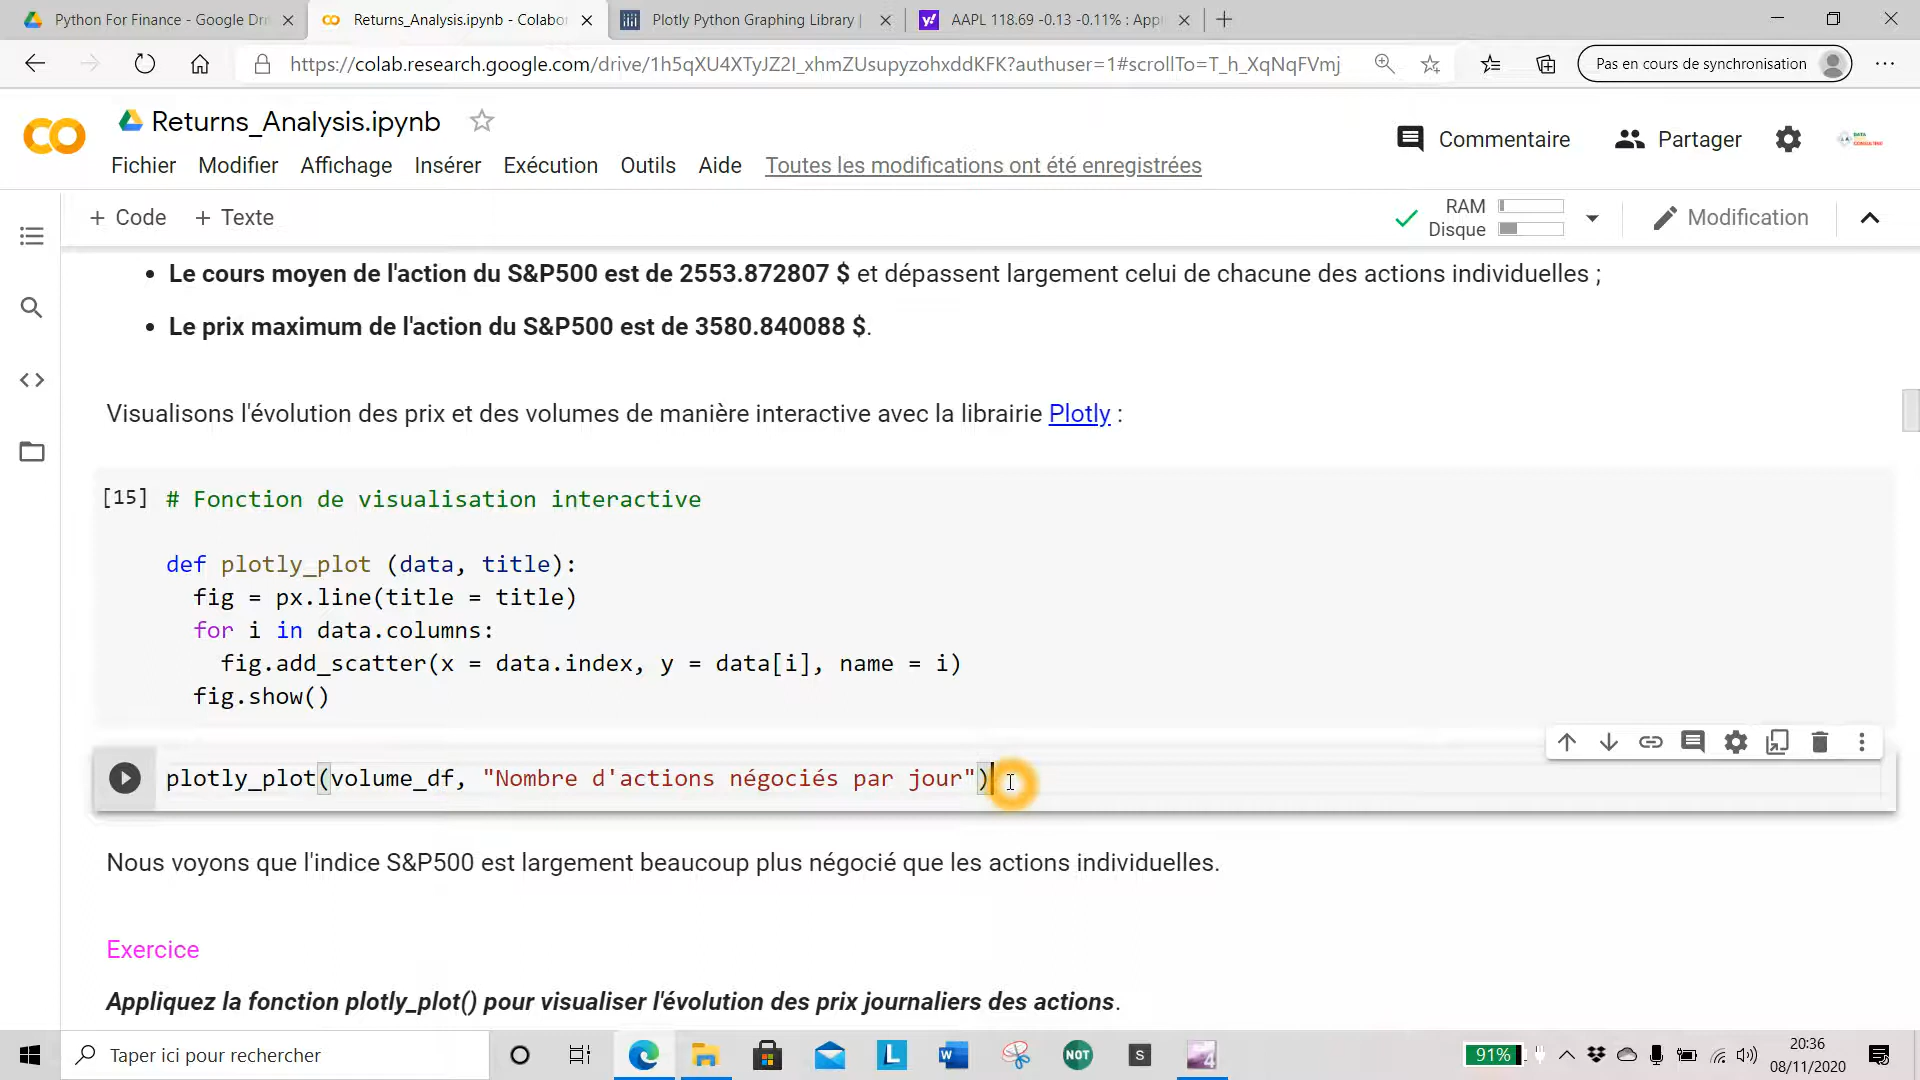 Python For Finance - Google Dri
Returns_Analysis.ipynb - Colabo
Plotly Python Graphing Library |
AAPL 118.69 -0.13 -0.11% : Appl
https://colab.research.google.com/drive/1h5qXU4XTyJZ2I_xhmZUsupyzohxddKFK?authuser=1#scrollTo=T_h_XqNqFVmj
Pas en cours de synchronisation
Returns_Analysis.ipynb
Commentaire
Partager
Fichier Modifier Affichage Insérer Exécution Outils Aide Toutes les modifications ont été enregistrées
+ Code + Texte
RAM
Disque
Modification
• Le cours moyen de l'action du S&P500 est de 2553.872807 $ et dépassent largement celui de chacune des actions individuelles ;
• Le prix maximum de l'action du S&P500 est de 3580.840088 $.
Visualisons l'évolution des prix et des volumes de manière interactive avec la librairie Plotly :
[15] # Fonction de visualisation interactive
def plotly_plot (data, title):
fig = px.line(title = title)
for i in data.columns:
fig.add_scatter(x = data.index, y = data[i], name = i)
fig.show()
plotly_plot(volume_df, "Nombre d'actions négociés par jour")
Nous voyons que l'indice S&P500 est largement beaucoup plus négocié que les actions individuelles.
Exercice
Appliquez la fonction plotly_plot() pour visualiser l'évolution des prix journaliers des actions.
Taper ici pour rechercher
L
W
NOT
S
4
91%
20:36
08/11/2020